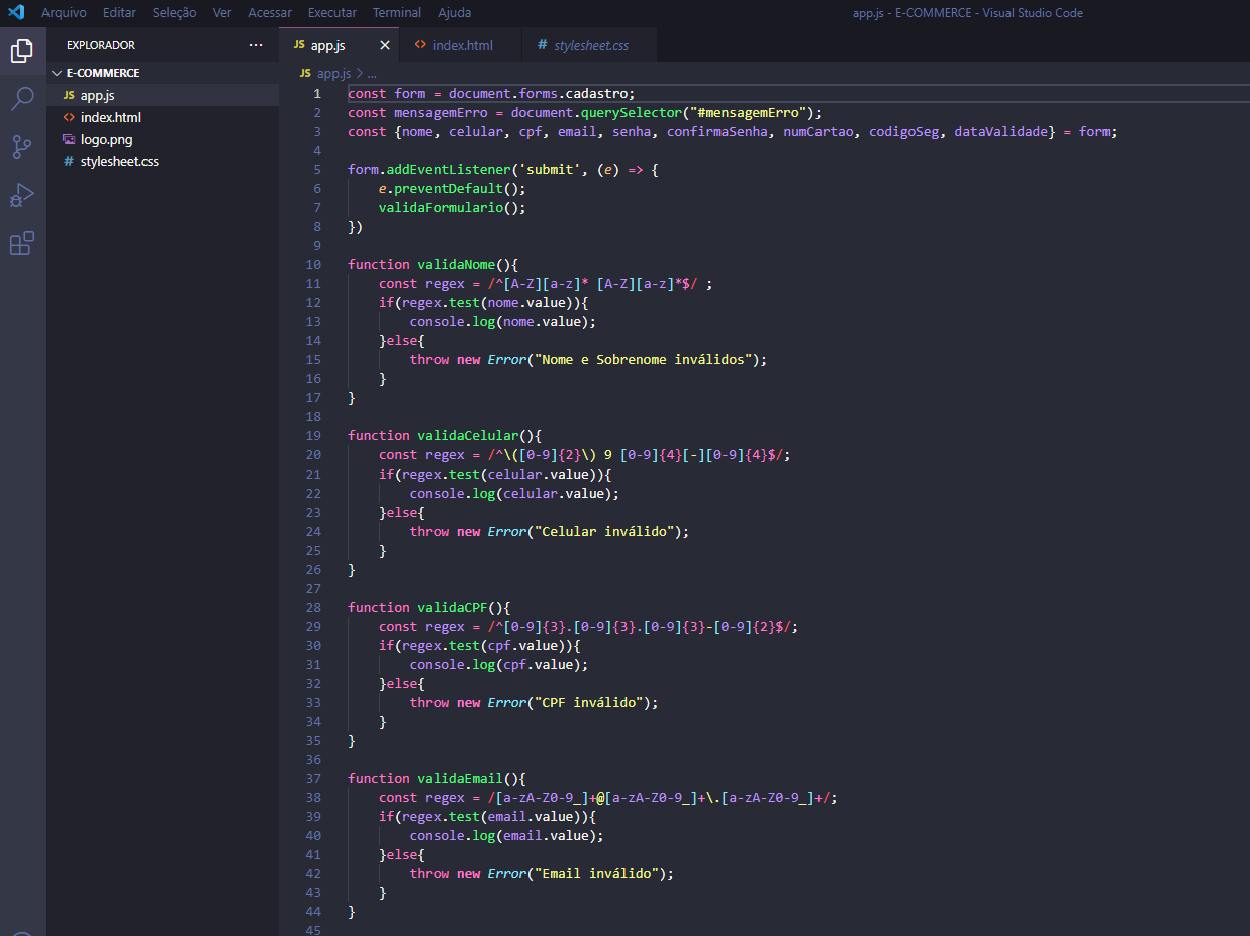 Arquivo Editar Seleção Ver Acessar Executar Terminal Ajuda app.js - E-COMMERCE - Visual Studio Code
EXPLORADOR ···
E-COMMERCE
JS app.js
<> index.html
logo.png
# stylesheet.css
JS app.js × <> index.html # stylesheet.css
JS app.js > ...
1 const form = document.forms.cadastro;
2 const mensagemErro = document.querySelector("#mensagemErro");
3 const {nome, celular, cpf, email, senha, confirmaSenha, numCartao, codigoSeg, dataValidade} = form;
4
5 form.addEventListener('submit', (e) => {
6 e.preventDefault();
7 validaFormulario();
8 })
9
10 function validaNome(){
11 const regex = /^[A-Z][a-z]* [A-Z][a-z]*$/ ;
12 if(regex.test(nome.value)){
13 console.log(nome.value);
14 }else{
15 throw new Error("Nome e Sobrenome inválidos");
16 }
17 }
18
19 function validaCelular(){
20 const regex = /^\([0-9]{2}\) 9 [0-9]{4}[-][0-9]{4}$/;
21 if(regex.test(celular.value)){
22 console.log(celular.value);
23 }else{
24 throw new Error("Celular inválido");
25 }
26 }
27
28 function validaCPF(){
29 const regex = /^[0-9]{3}.[0-9]{3}.[0-9]{3}-[0-9]{2}$/;
30 if(regex.test(cpf.value)){
31 console.log(cpf.value);
32 }else{
33 throw new Error("CPF inválido");
34 }
35 }
36
37 function validaEmail(){
38 const regex = /[a-zA-Z0-9_]+@[a-zA-Z0-9_]+\.[a-zA-Z0-9_]+/;
39 if(regex.test(email.value)){
40 console.log(email.value);
41 }else{
42 throw new Error("Email inválido");
43 }
44 }
45